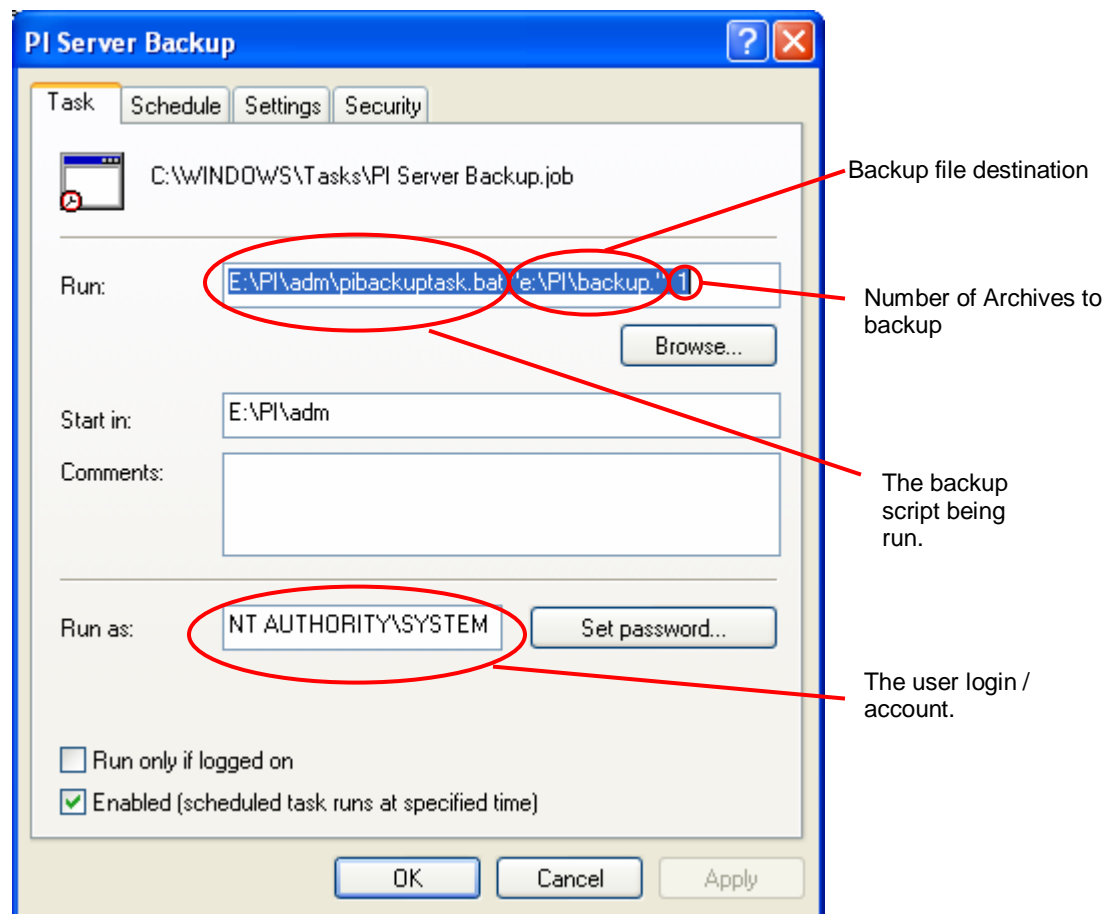 PI Server Backup
Task Schedule Settings Security
C:\WINDOWS\Tasks\PI Server Backup.job
Backup file destination
Run: E:\PI\adm\pibackuptask.bat "e:\PI\backup." 1
Number of Archives to
backup
Browse...
Start in: E:\PI\adm
Comments:
The backup
script being
run.
Run as: NT AUTHORITY\SYSTEM Set password...
The user login /
account.
Run only if logged on
Enabled (scheduled task runs at specified time)
OK Cancel Apply